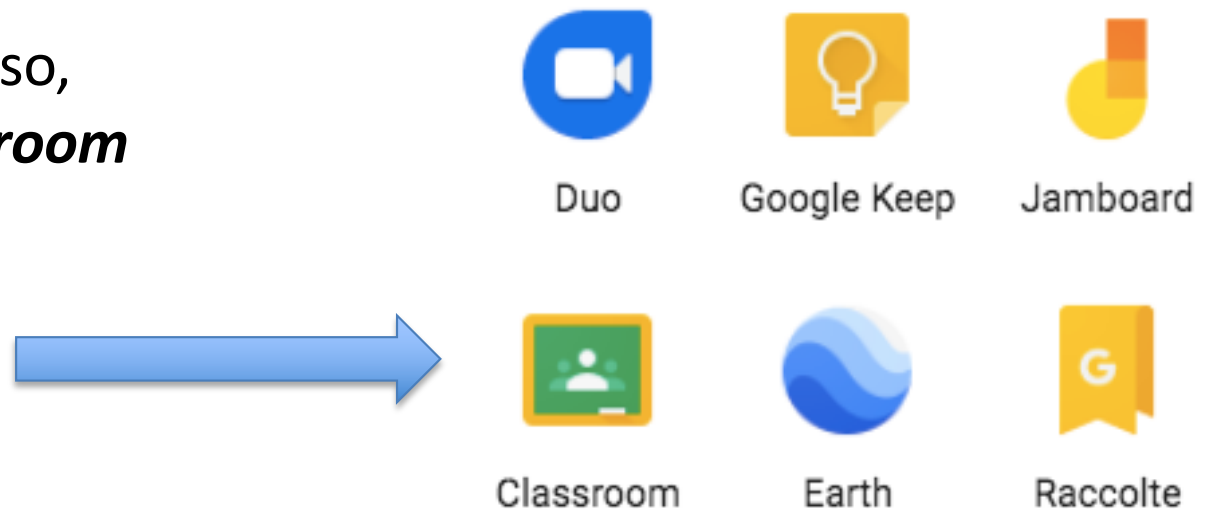 so,
room
Duo Google Keep Jamboard
G
Classroom Earth Raccolte